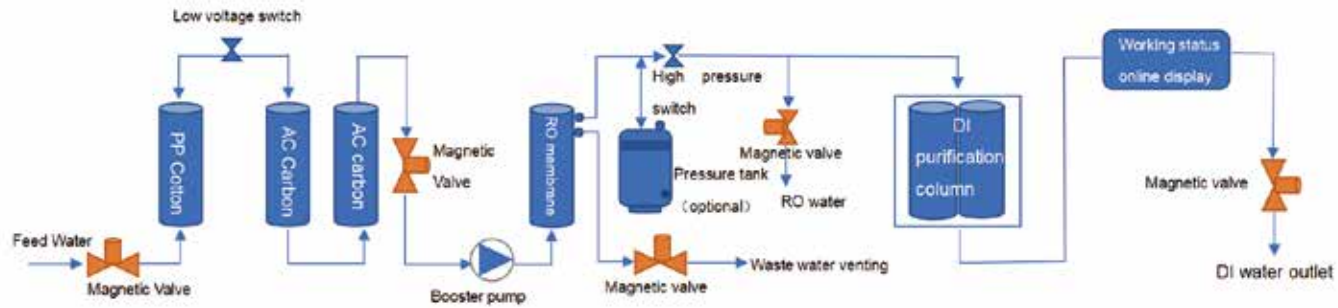 Low voltage switch
Working status
online display
High pressure
switch
PP Cotton
AC Carbon
AC carbon
Magnetic
Valve
RO membrane
Pressure tank
（optional）
Magnetic valve
RO water
DI
purification
column
Magnetic valve
Feed Water
Magnetic Valve
Booster pump
Magnetic valve
Waste water venting
DI water outlet